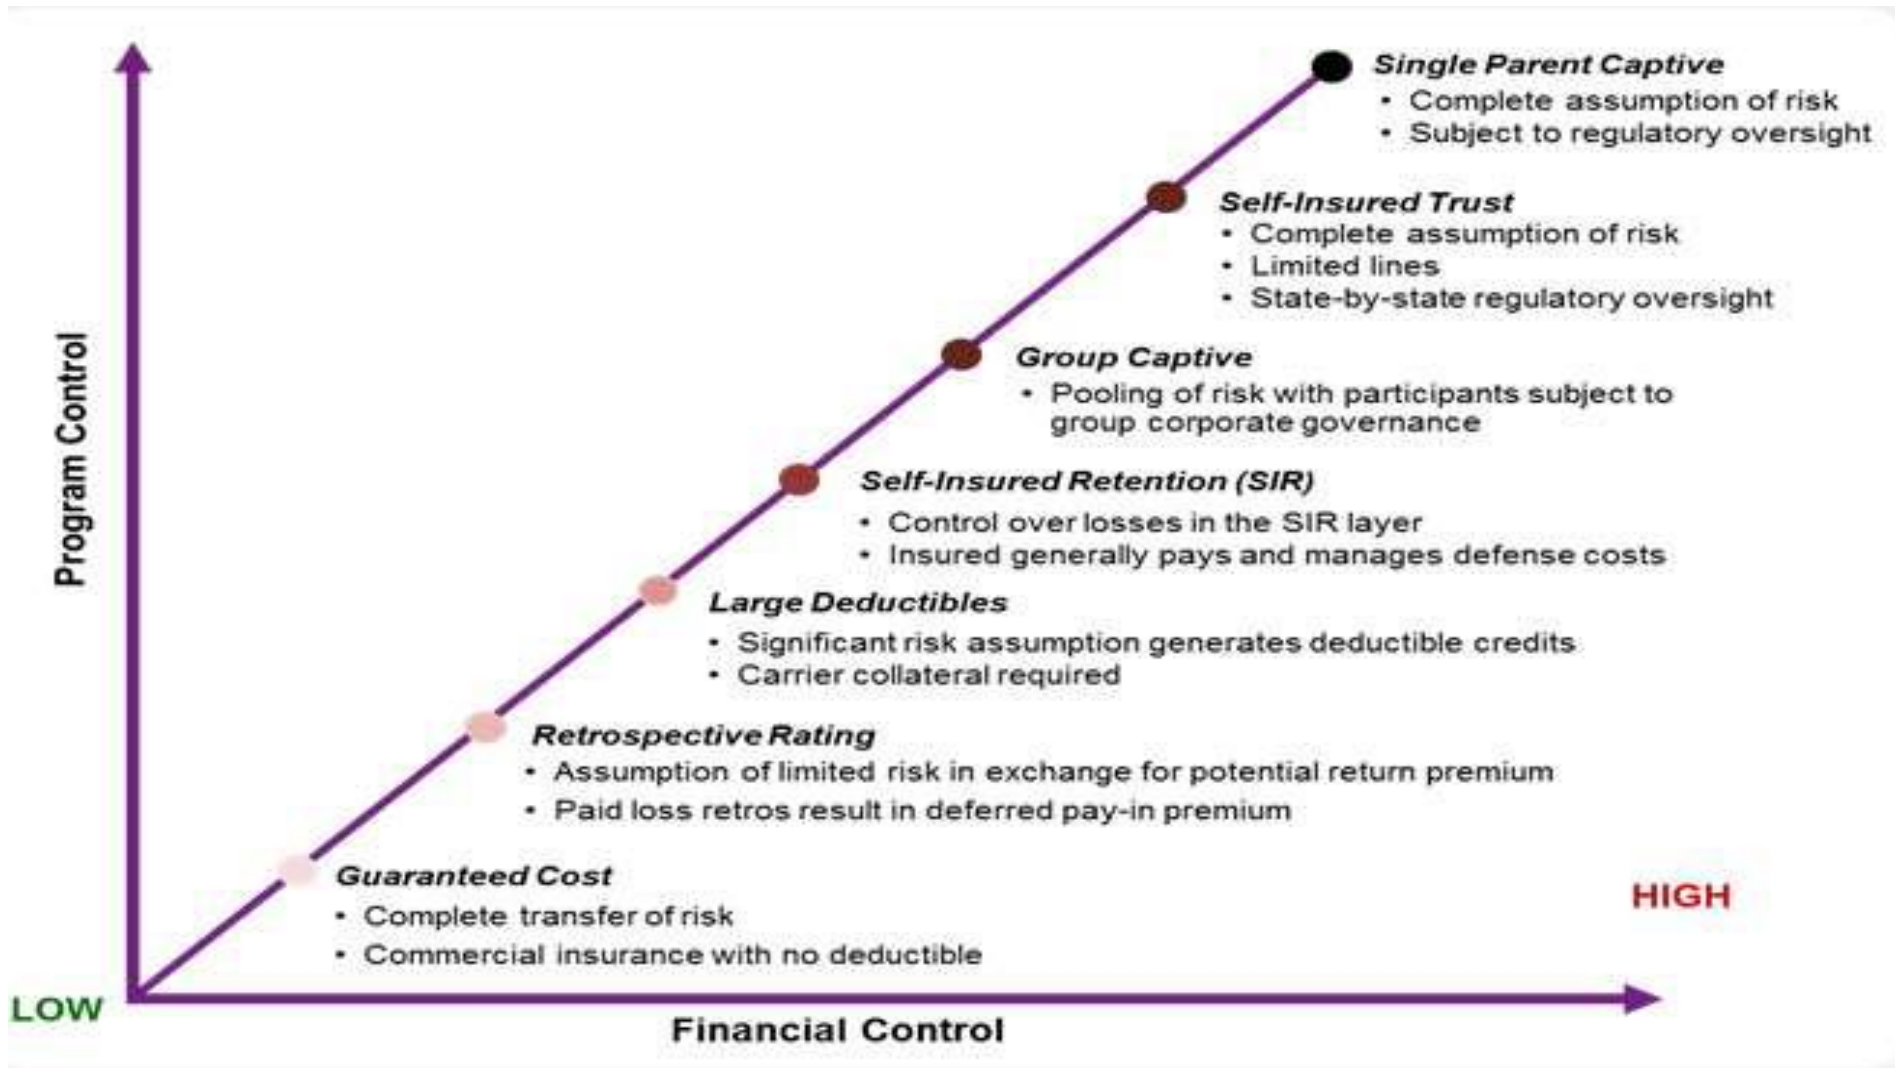 Single Parent Captive
• Complete assumption of risk
• Subject to regulatory oversight
Self-Insured Trust
• Complete assumption of risk
• Limited lines
• State-by-state regulatory oversight
Group Captive
• Pooling of risk with participants subject to
group corporate governance
Self-Insured Retention (SIR)
• Control over losses in the SIR layer
• Insured generally pays and manages defense costs
Large Deductibles
• Significant risk assumption generates deductible credits
• Carrier collateral required
Retrospective Rating
• Assumption of limited risk in exchange for potential return premium
• Paid loss retros result in deferred pay-in premium
Guaranteed Cost
• Complete transfer of risk
• Commercial insurance with no deductible
Program Control
HIGH
LOW
Financial Control